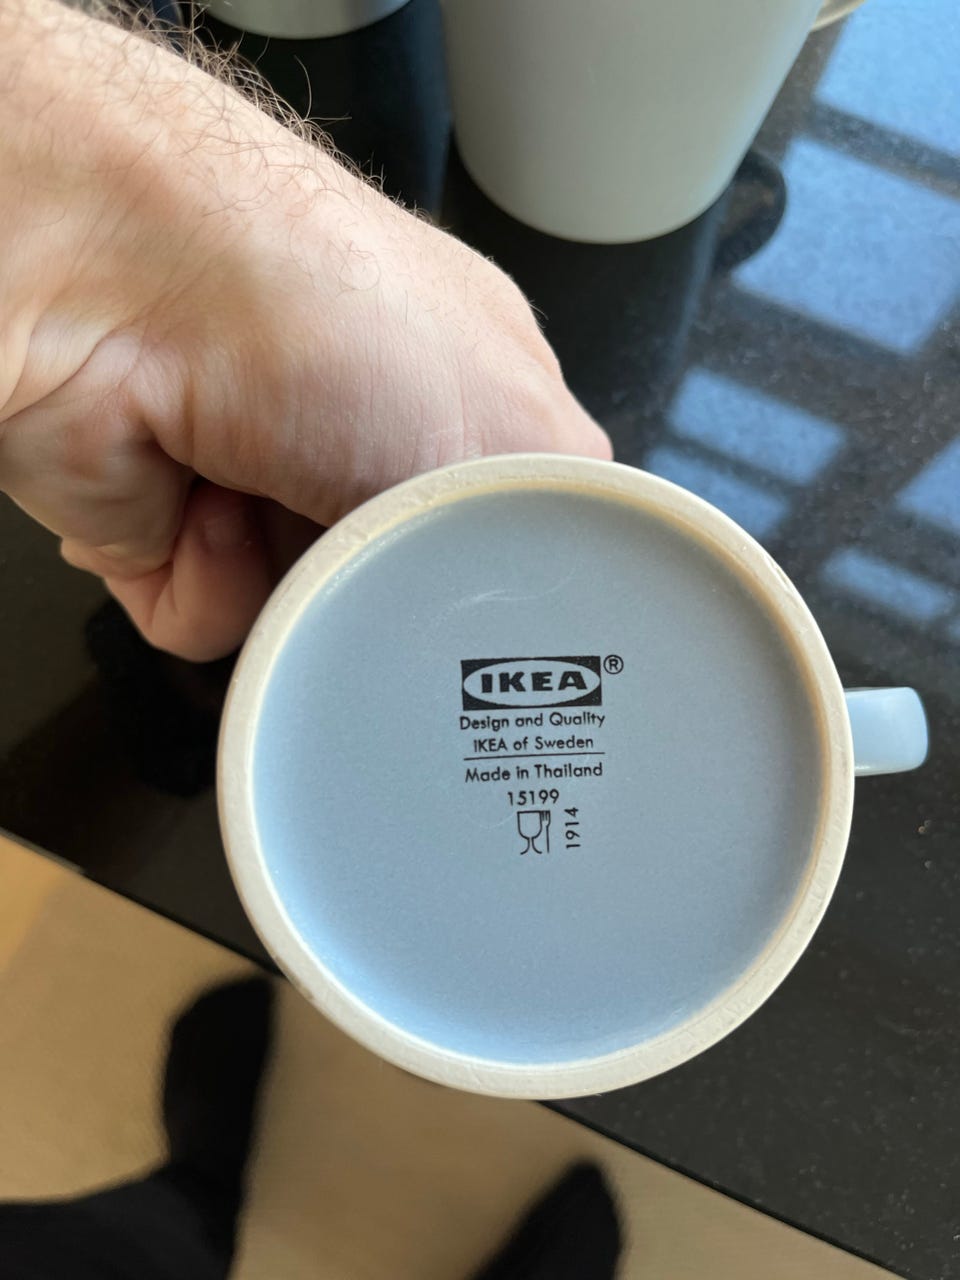 IKEA®
Design and Quality
IKEA of Sweden
Made in Thailand
15199
1914